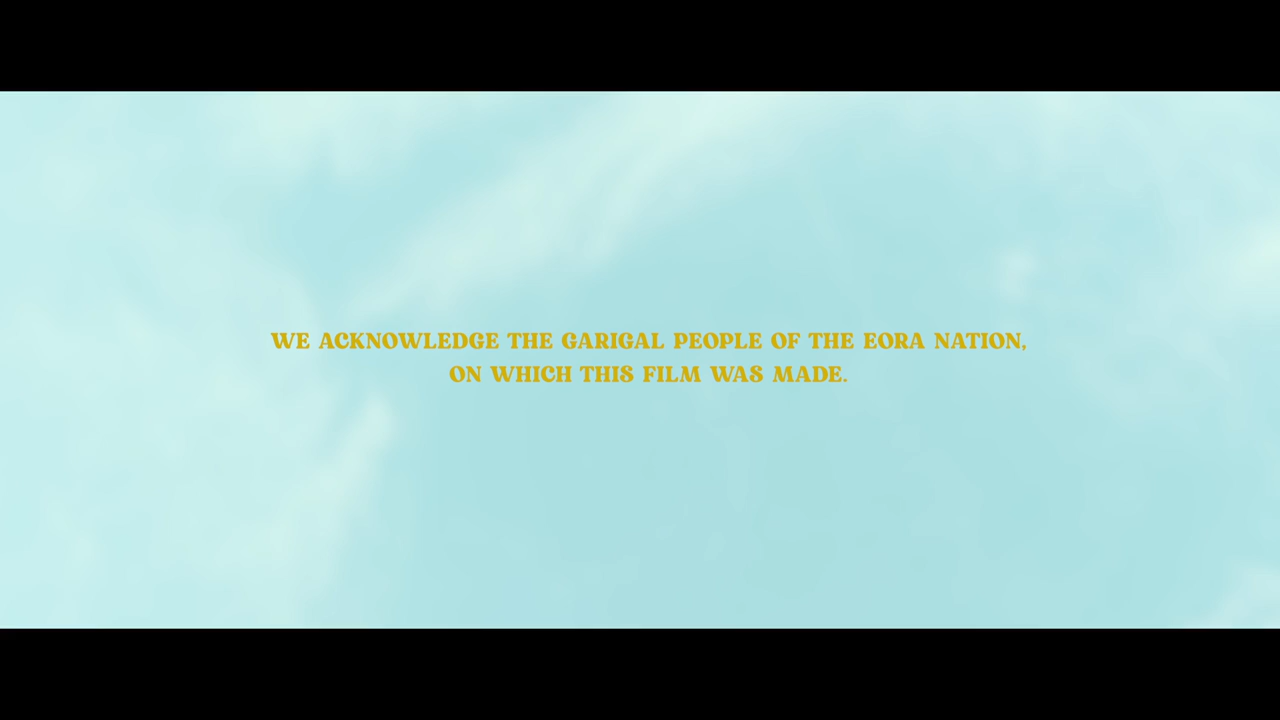 WE ACKNOWLEDGE THE GARIGAL PEOPLE OF THE EORA NATION,
ON WHICH THIS FILM WAS MADE.